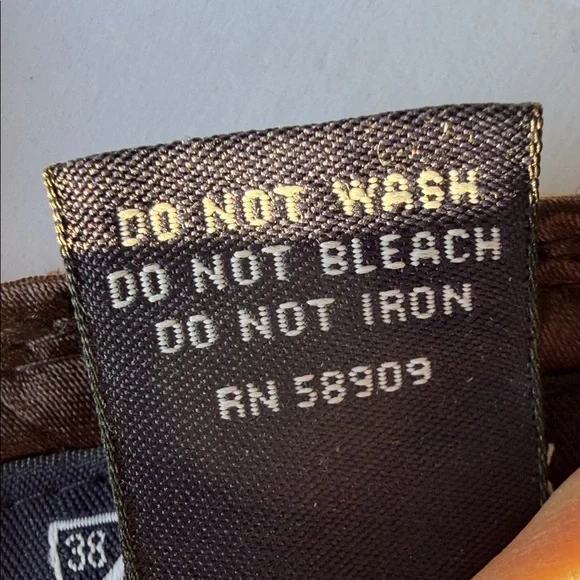 DO NOT WASH
DO NOT BLEACH
DO NOT IRON
RN 58909
38